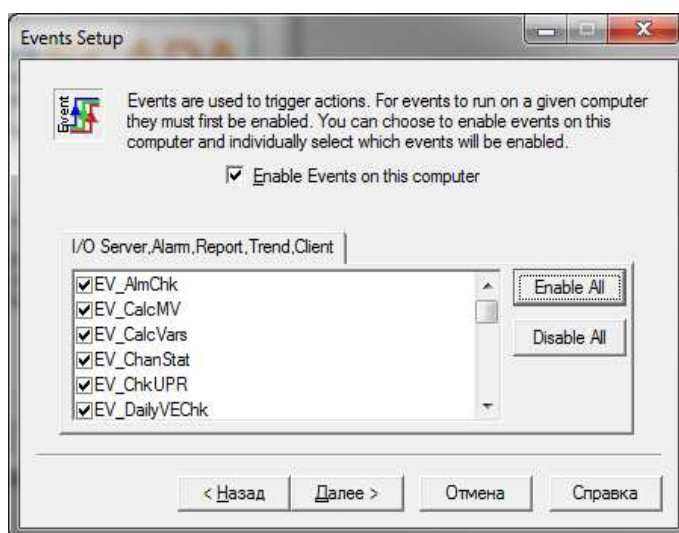 Events Setup
Event
Events are used to trigger actions. For events to run on a given computer
they must first be enabled. You can choose to enable events on this
computer and individually select which events will be enabled.
Enable Events on this computer
I/O Server,Alarm,Report,Trend,Client
EV_AlmChk
EV_CalcMV
EV_CalcVars
EV_ChanStat
EV_ChkUPR
EV_DailyVEChk
Enable All
Disable All
< Назад
Далее >
Отмена
Справка